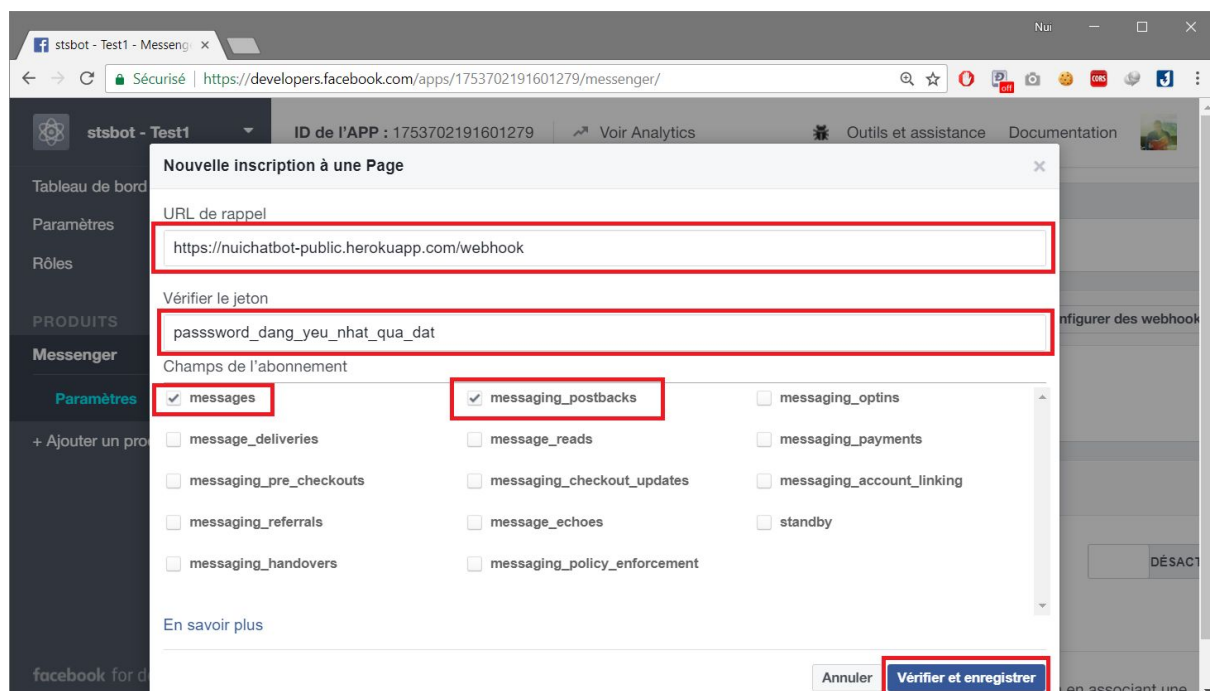 Nui
stsbot - Test1 - Messeng
Sécurisé | https://developers.facebook.com/apps/1753702191601279/messenger/
off
CORS
stsbot - Test1
ID de l'APP : 1753702191601279
Voir Analytics
Outils et assistance
Documentation
Nouvelle inscription à une Page
Tableau de bord
URL de rappel
Paramètres
https://nuichatbot-public.herokuapp.com/webhook
Rôles
Vérifier le jeton
PRODUITS
passsword_dang_yeu_nhat_qua_dat
nfigurer des webhook
Messenger
Champs de l'abonnement
Paramètres
messages
messaging_postbacks
messaging_optins
+ Ajouter un pro
message_deliveries
message_reads
messaging_payments
messaging_pre_checkouts
messaging_checkout_updates
messaging_account_linking
messaging_referrals
message_echoes
standby
messaging_handovers
messaging_policy_enforcement
DÉSACT
En savoir plus
facebook for d
Annuler
Vérifier et enregistrer
en associant une